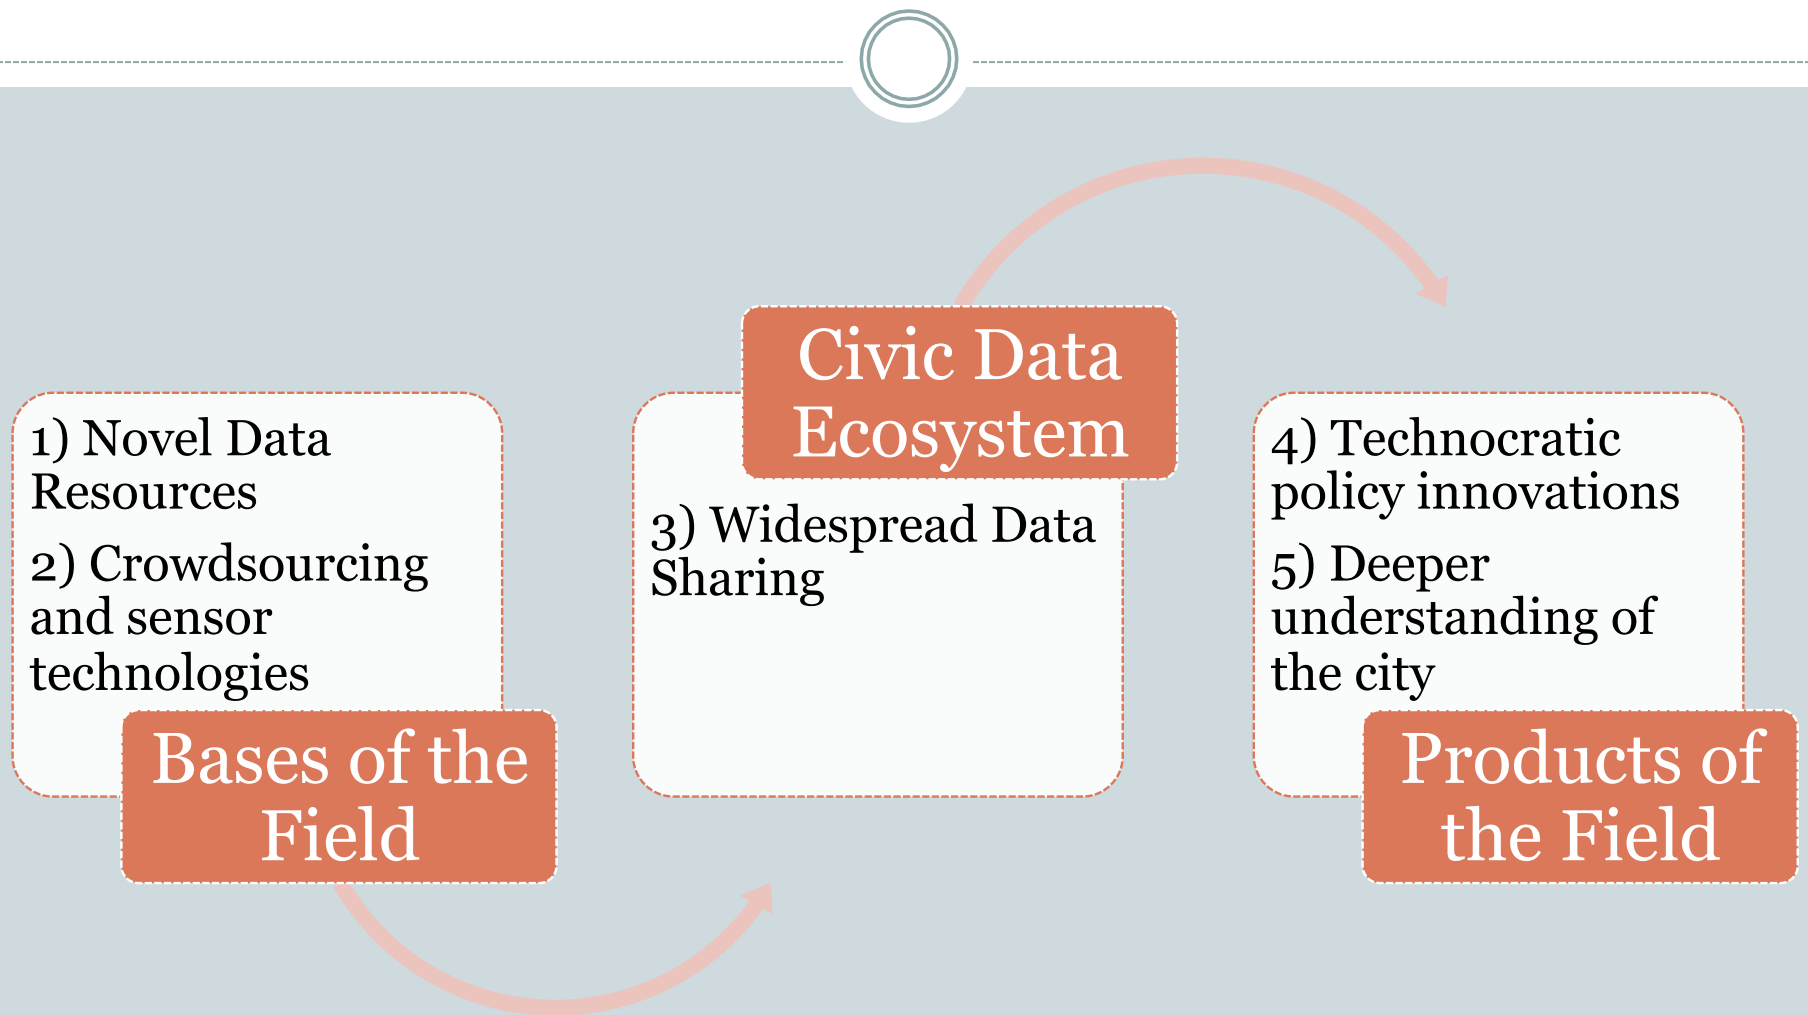 1) Novel Data
Resources
2) Crowdsourcing
and sensor
technologies
Bases of the
Field
Civic Data
Ecosystem
3) Widespread Data
Sharing
4) Technocratic
policy innovations
5) Deeper
understanding of
the city
Products of
the Field